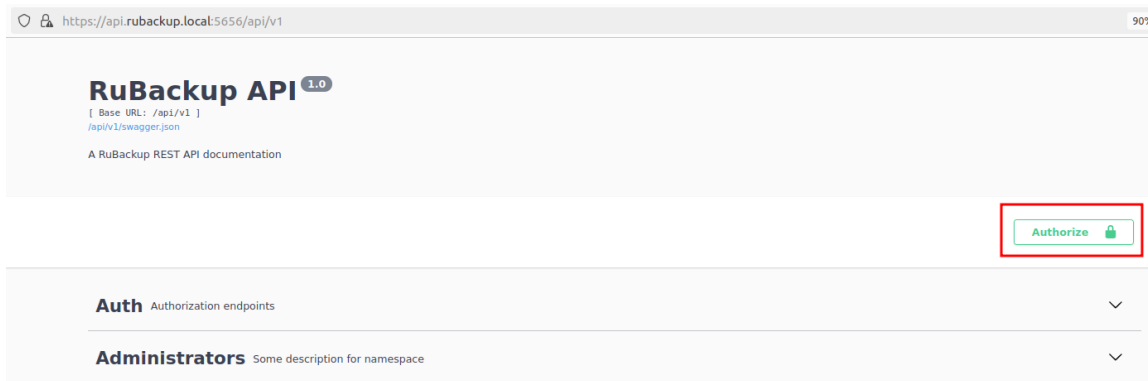 https://api.rubackup.local:5656/api/v1
90%
RuBackup API 1.0
[ Base URL: /api/v1 ]
/api/v1/swagger.json
A RuBackup REST API documentation
Authorize
Auth Authorization endpoints
Administrators Some description for namespace